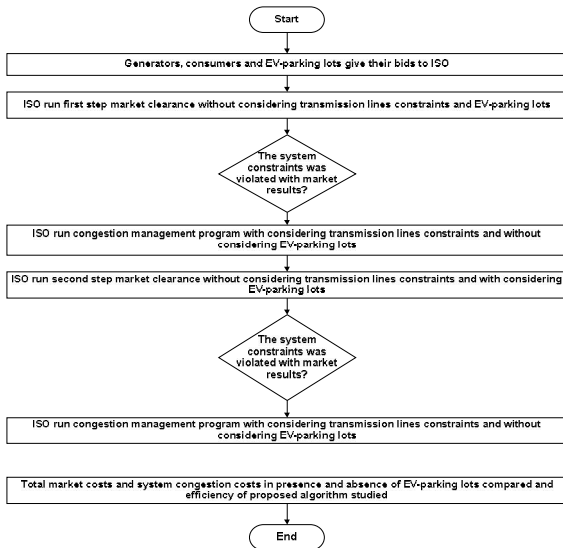 Start
Generators, consumers and EV-parking lots give their bids to ISO
ISO run first step market clearance without considering transmission lines constraints and EV-parking lots
The system
constraints was
violated with market
results?
ISO run congestion management program with considering transmission lines constraints and without
considering EV-parking lots
ISO run second step market clearance without considering transmission lines constraints and with considering
EV-parking lots
The system
constraints was
violated with market
results?
ISO run congestion management program with considering transmission lines constraints and without
considering EV-parking lots
Total market costs and system congestion costs in presence and absence of EV-parking lots compared and
efficiency of proposed algorithm studied
End